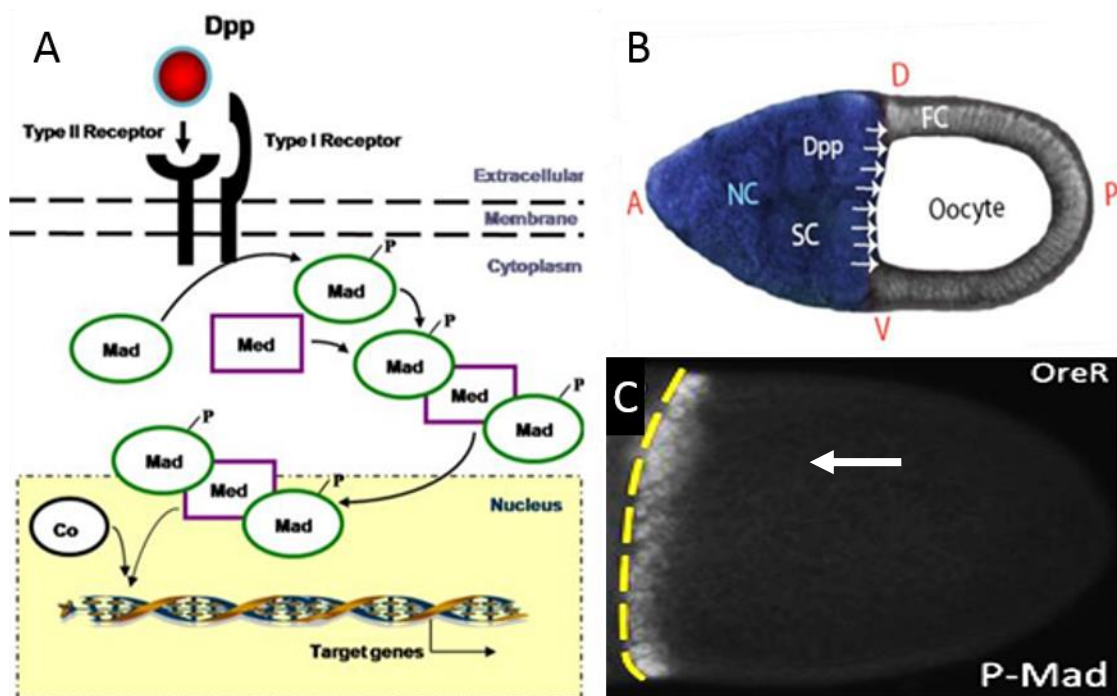 A
Dpp
Type II Receptor
Type I Receptor
Extracellular
Membrane
Cytoplasm
P
Mad
Mad
Med
P
Mad
Med
P
Mad
P
Mad
Med
P
Mad
Nucleus
Co
Target genes
B
D
FC
Dpp
A
NC
Oocyte
P
SC
V
C
OreR
P-Mad